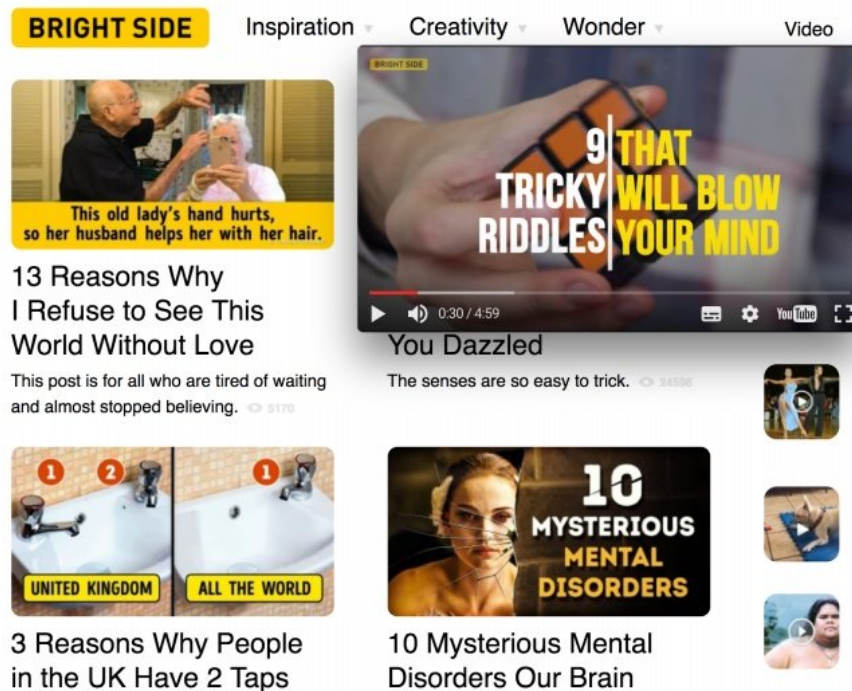 BRIGHT SIDE
Inspiration
Creativity
Wonder
Video
BRIGHT SIDE
9 THAT
TRICKY WILL BLOW
RIDDLES YOUR MIND
0:30 / 4:59
YouTube
This old lady's hand hurts,
so her husband helps her with her hair.
13 Reasons Why
I Refuse to See This
World Without Love
This post is for all who are tired of waiting
and almost stopped believing. 5170
You Dazzled
The senses are so easy to trick. 24596
1 2 1
UNITED KINGDOM
ALL THE WORLD
3 Reasons Why People
in the UK Have 2 Taps
10
MYSTERIOUS
MENTAL
DISORDERS
10 Mysterious Mental
Disorders Our Brain